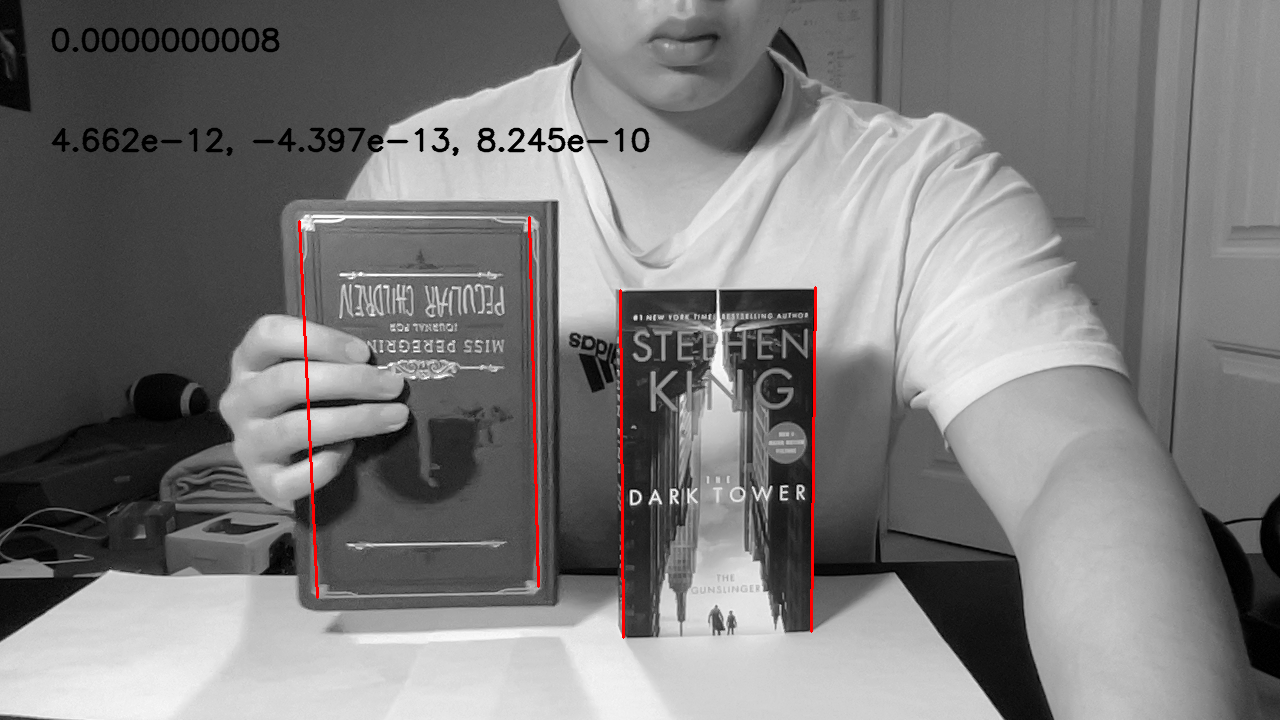 0.0000000008
4.662e−12, −4.397e−13, 8.245e−10
MISS PEREGRIN
JOURNAL FOR
PECULIAR CHILDREN
#1 NEW YORK TIMES BESTSELLING AUTHOR
STEPHEN
KING
THE
DARK TOWER
THE
GUNSLINGER